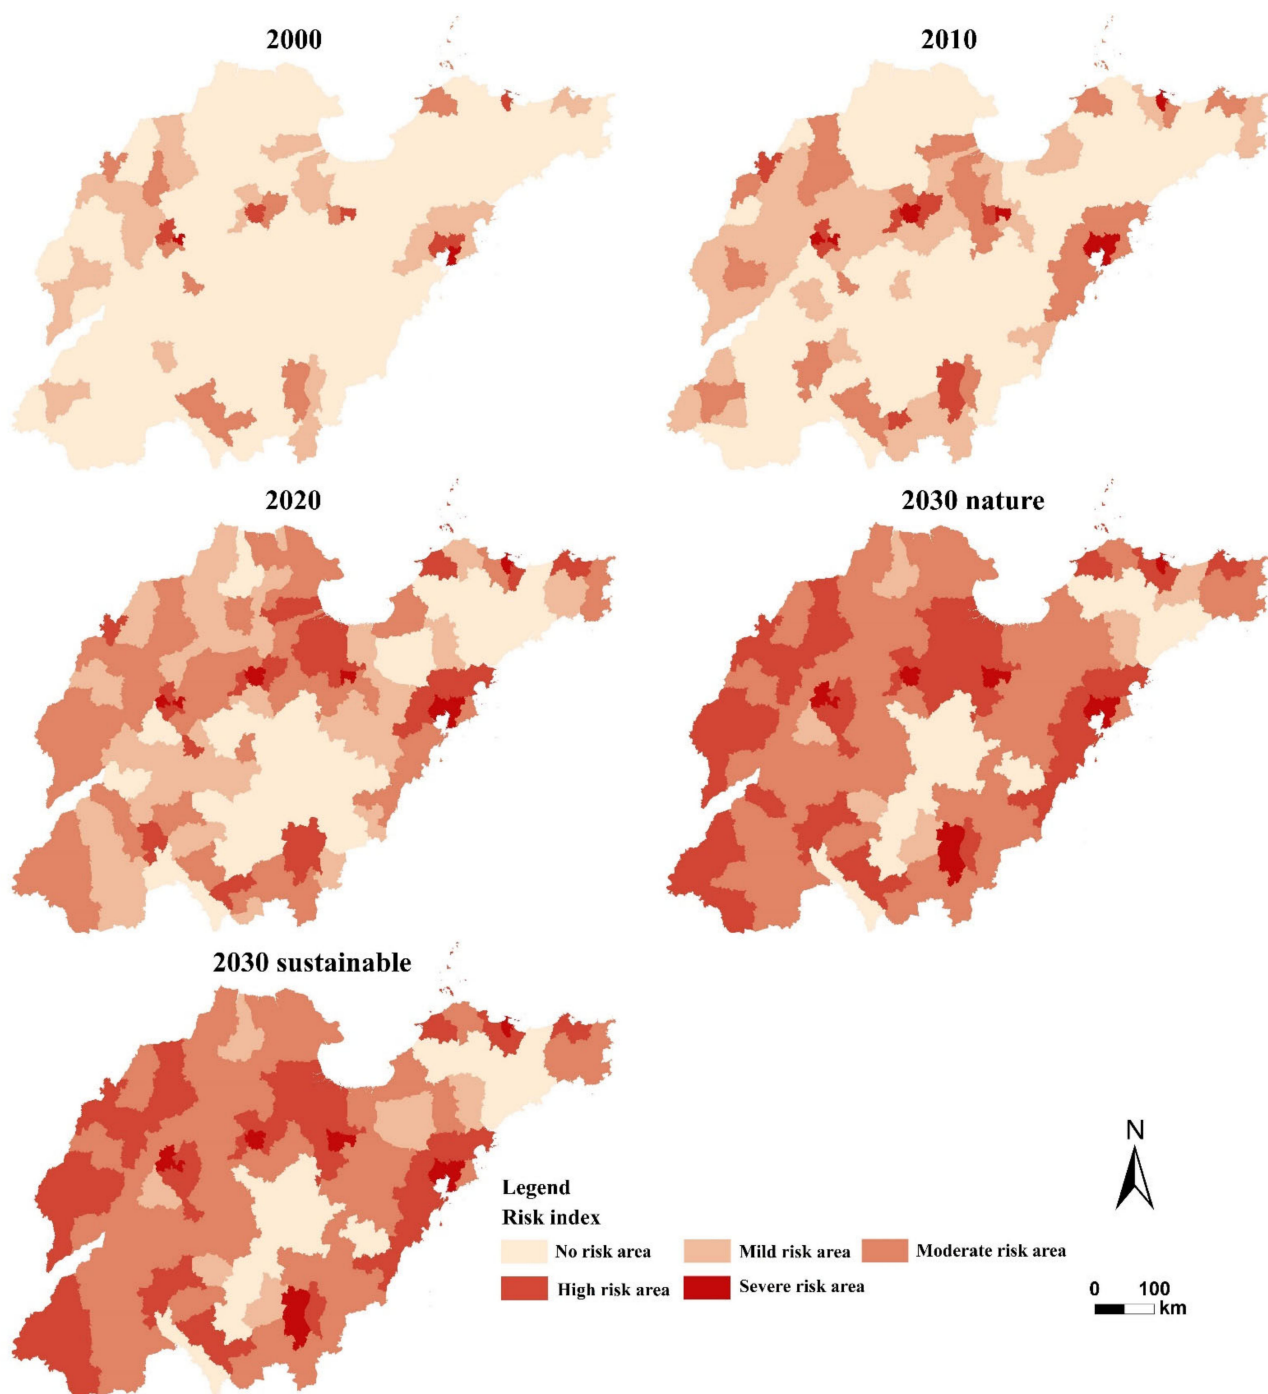 2000
2010
2020
2030 nature
2030 sustainable
N
Legend
Risk index
No risk area
Mild risk area
Moderate risk area
High risk area
Severe risk area
0 100
km